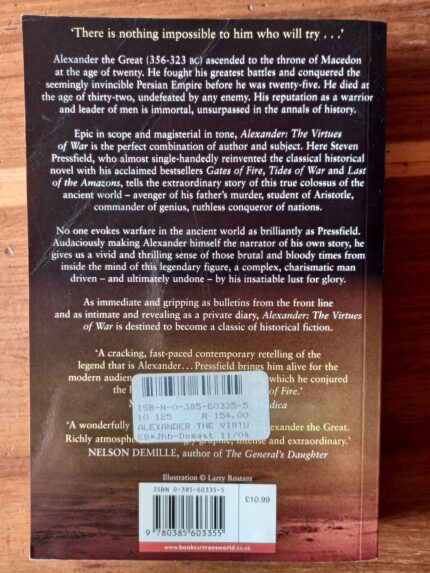 ‘There is nothing impossible to him who will try . . .’
Alexander the Great (356-323 BC) ascended to the throne of Macedon
at the age of twenty. He fought his greatest battles and conquered the
seemingly invincible Persian Empire before he was twenty-five. He died at
the age of thirty-two, undefeated by any enemy. His reputation as a warrior
and leader of men is immortal, unsurpassed in the annals of history.
Epic in scope and magisterial in tone, Alexander: The Virtues
of War is the perfect combination of author and subject. Here Steven
Pressfield, who almost single-handedly reinvented the classical historical
novel with his acclaimed bestsellers Gates of Fire, Tides of War and Last
of the Amazons, tells the extraordinary story of this true colossus of the
ancient world – avenger of his father’s murder, student of Aristotle,
commander of genius, ruthless conqueror of nations.
No one evokes warfare in the ancient world as brilliantly as Pressfield.
Audaciously making Alexander himself the narrator of his own story, he
gives us a vivid and thrilling sense of those brutal and bloody times from
inside the mind of this legendary figure, a complex, charismatic man
driven – and ultimately undone – by his insatiable lust for glory.
As immediate and gripping as bulletins from the front line
and as intimate and revealing as a private diary, Alexander: The Virtues
of War is destined to become a classic of historical fiction.
‘A cracking, fast-paced contemporary retelling of the
legend that is Alexander . . . Pressfield brings him alive for the
modern which he conjured
the of Fire.’
ISBN-N-0-385-60335-5
10 125 R 154.00
ALEXANDER THE VIRTU
EB*Jhb-Domest 11/04
‘A wonderfully Alexander the Great.
Richly graphic, intense and extraordinary.’
NELSON DEMILLE, author of The General’s Daughter
Illustration © Larry Rostant
ISBN 0-385-60335-5
£10.99
9 780385 603355
www.booksattransworld.co.uk